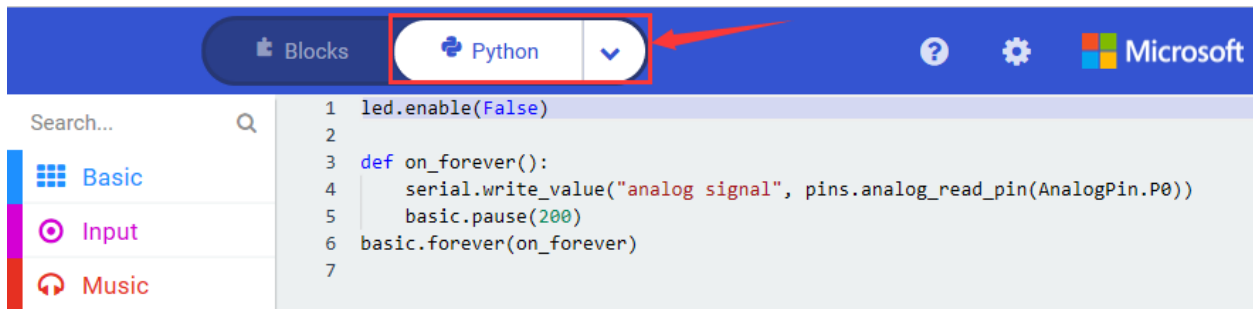 Blocks
Python
Microsoft
Search...
Basic
Input
Music
1 led.enable(False)
2
3 def on_forever():
4     serial.write_value("analog signal", pins.analog_read_pin(AnalogPin.P0))
5     basic.pause(200)
6 basic.forever(on_forever)
7